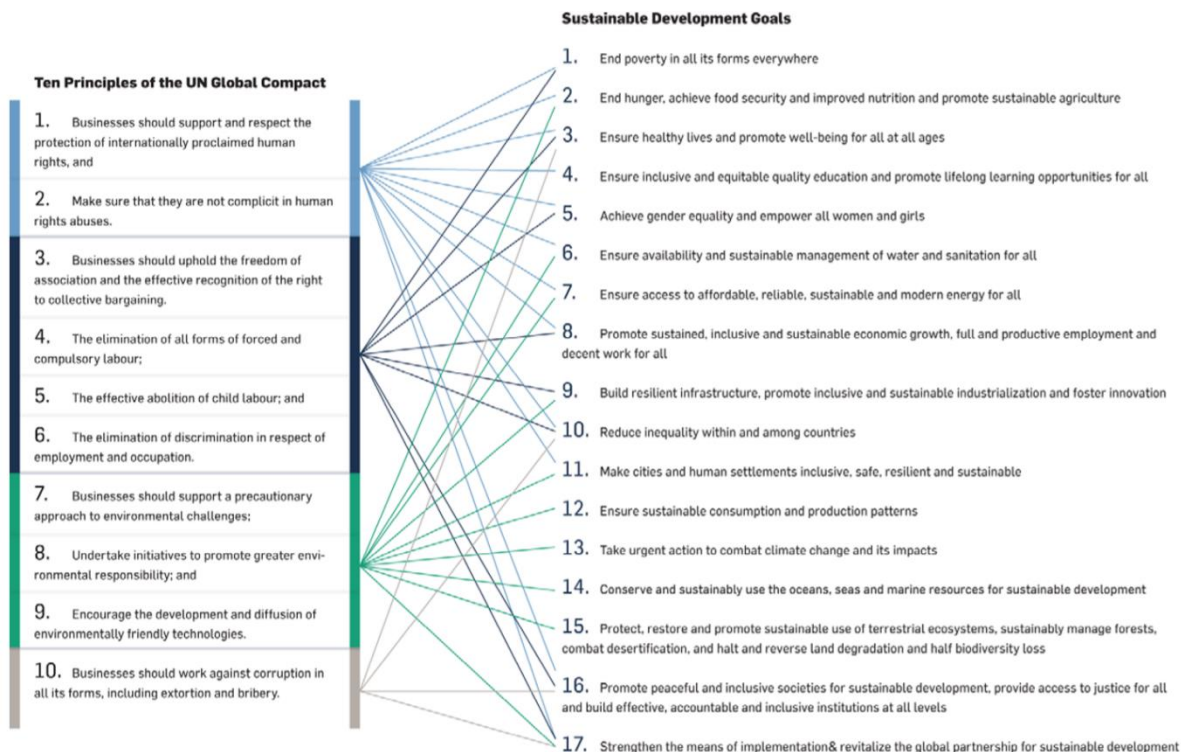 Sustainable Development Goals
Ten Principles of the UN Global Compact
1. Businesses should support and respect the
protection of internationally proclaimed human
rights, and
2. Make sure that they are not complicit in human
rights abuses.
3. Businesses should uphold the freedom of
association and the effective recognition of the right
to collective bargaining.
4. The elimination of all forms of forced and
compulsory labour;
5. The effective abolition of child labour; and
6. The elimination of discrimination in respect of
employment and occupation.
7. Businesses should support a precautionary
approach to environmental challenges;
8. Undertake initiatives to promote greater envi-
ronmental responsibility; and
9. Encourage the development and diffusion of
environmentally friendly technologies.
10. Businesses should work against corruption in
all its forms, including extortion and bribery.
1. End poverty in all its forms everywhere
2. End hunger, achieve food security and improved nutrition and promote sustainable agriculture
3. Ensure healthy lives and promote well-being for all at all ages
4. Ensure inclusive and equitable quality education and promote lifelong learning opportunities for all
5. Achieve gender equality and empower all women and girls
6. Ensure availability and sustainable management of water and sanitation for all
7. Ensure access to affordable, reliable, sustainable and modern energy for all
8. Promote sustained, inclusive and sustainable economic growth, full and productive employment and
decent work for all
9. Build resilient infrastructure, promote inclusive and sustainable industrialization and foster innovation
10. Reduce inequality within and among countries
11. Make cities and human settlements inclusive, safe, resilient and sustainable
12. Ensure sustainable consumption and production patterns
13. Take urgent action to combat climate change and its impacts
14. Conserve and sustainably use the oceans, seas and marine resources for sustainable development
15. Protect, restore and promote sustainable use of terrestrial ecosystems, sustainably manage forests,
combat desertification, and halt and reverse land degradation and half biodiversity loss
16. Promote peaceful and inclusive societies for sustainable development, provide access to justice for all
and build effective, accountable and inclusive institutions at all levels
17. Strengthen the means of implementation& revitalize the global partnership for sustainable development